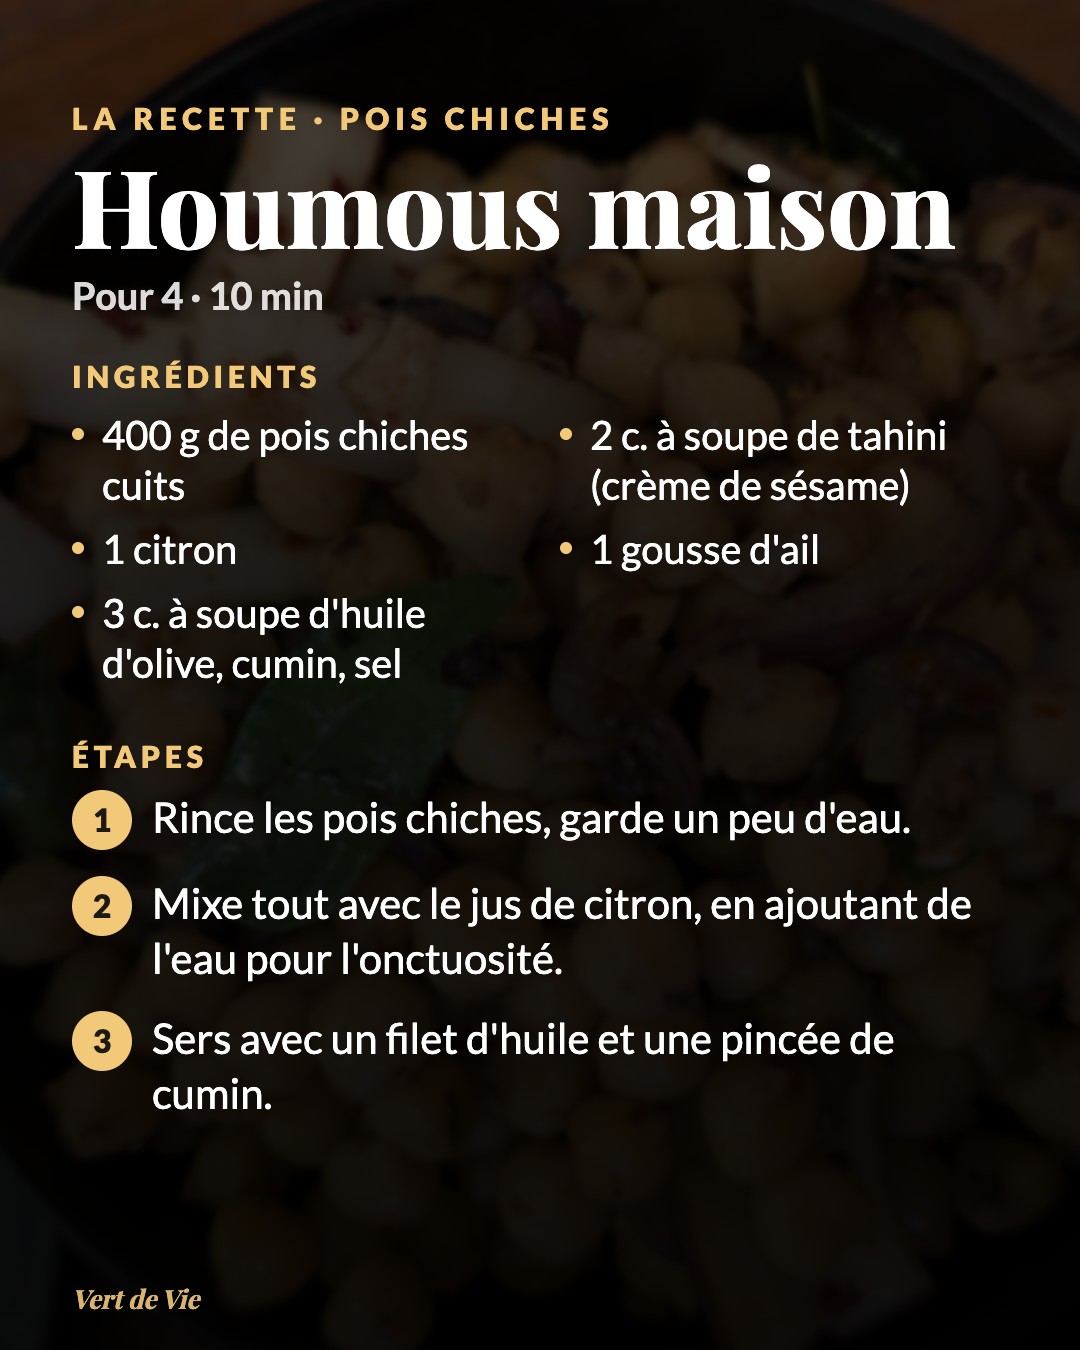 LA RECETTE · POIS CHICHES
Houmous maison
Pour 4 · 10 min
INGRÉDIENTS
• 400 g de pois chiches
cuits
• 2 c. à soupe de tahini
(crème de sésame)
• 1 citron
• 1 gousse d'ail
• 3 c. à soupe d'huile
d'olive, cumin, sel
ÉTAPES
1 Rince les pois chiches, garde un peu d'eau.
2 Mixe tout avec le jus de citron, en ajoutant de
l'eau pour l'onctuosité.
3 Sers avec un filet d'huile et une pincée de
cumin.
Vert de Vie